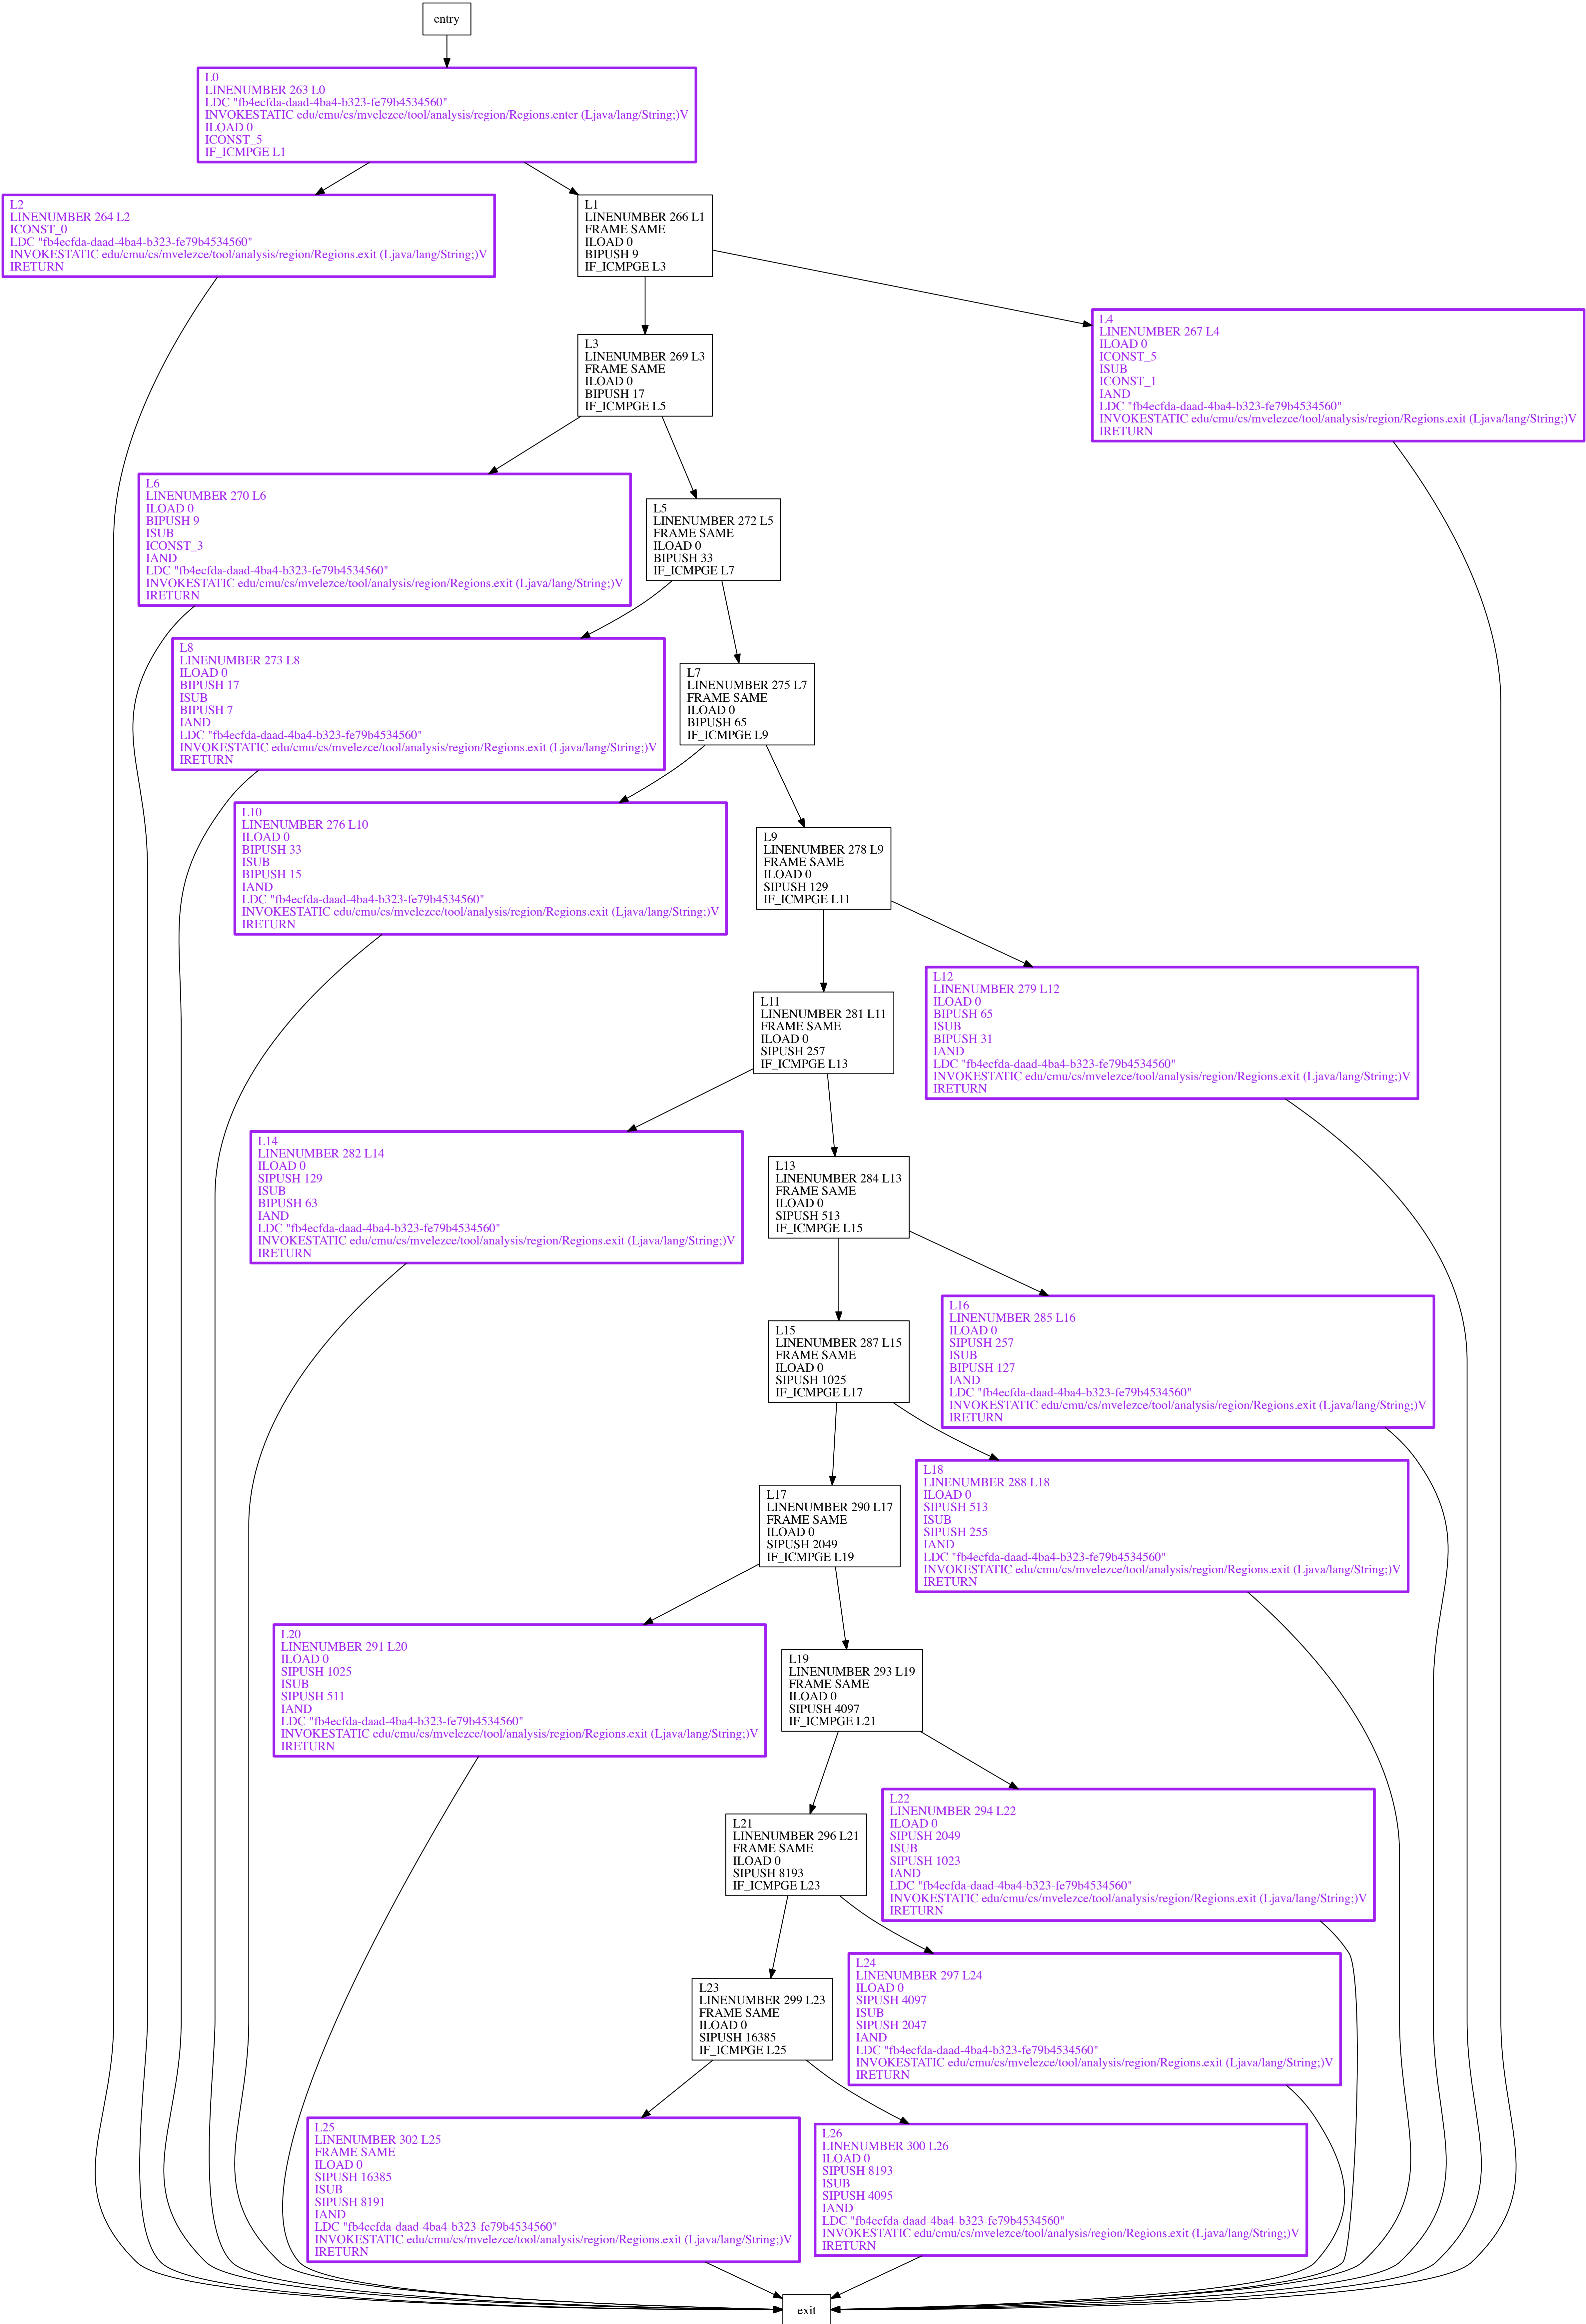 entry
L0
LINENUMBER 263 L0
LDC "fb4ecfda-daad-4ba4-b323-fe79b4534560"
INVOKESTATIC edu/cmu/cs/mvelezce/tool/analysis/region/Regions.enter (Ljava/lang/String;)V
ILOAD 0
ICONST_5
IF_ICMPGE L1
L2
LINENUMBER 264 L2
ICONST_0
LDC "fb4ecfda-daad-4ba4-b323-fe79b4534560"
INVOKESTATIC edu/cmu/cs/mvelezce/tool/analysis/region/Regions.exit (Ljava/lang/String;)V
IRETURN
L1
LINENUMBER 266 L1
FRAME SAME
ILOAD 0
BIPUSH 9
IF_ICMPGE L3
L4
LINENUMBER 267 L4
ILOAD 0
ICONST_5
ISUB
ICONST_1
IAND
LDC "fb4ecfda-daad-4ba4-b323-fe79b4534560"
INVOKESTATIC edu/cmu/cs/mvelezce/tool/analysis/region/Regions.exit (Ljava/lang/String;)V
IRETURN
L3
LINENUMBER 269 L3
FRAME SAME
ILOAD 0
BIPUSH 17
IF_ICMPGE L5
L6
LINENUMBER 270 L6
ILOAD 0
BIPUSH 9
ISUB
ICONST_3
IAND
LDC "fb4ecfda-daad-4ba4-b323-fe79b4534560"
INVOKESTATIC edu/cmu/cs/mvelezce/tool/analysis/region/Regions.exit (Ljava/lang/String;)V
IRETURN
L5
LINENUMBER 272 L5
FRAME SAME
ILOAD 0
BIPUSH 33
IF_ICMPGE L7
L8
LINENUMBER 273 L8
ILOAD 0
BIPUSH 17
ISUB
BIPUSH 7
IAND
LDC "fb4ecfda-daad-4ba4-b323-fe79b4534560"
INVOKESTATIC edu/cmu/cs/mvelezce/tool/analysis/region/Regions.exit (Ljava/lang/String;)V
IRETURN
L7
LINENUMBER 275 L7
FRAME SAME
ILOAD 0
BIPUSH 65
IF_ICMPGE L9
L10
LINENUMBER 276 L10
ILOAD 0
BIPUSH 33
ISUB
BIPUSH 15
IAND
LDC "fb4ecfda-daad-4ba4-b323-fe79b4534560"
INVOKESTATIC edu/cmu/cs/mvelezce/tool/analysis/region/Regions.exit (Ljava/lang/String;)V
IRETURN
L9
LINENUMBER 278 L9
FRAME SAME
ILOAD 0
SIPUSH 129
IF_ICMPGE L11
L12
LINENUMBER 279 L12
ILOAD 0
BIPUSH 65
ISUB
BIPUSH 31
IAND
LDC "fb4ecfda-daad-4ba4-b323-fe79b4534560"
INVOKESTATIC edu/cmu/cs/mvelezce/tool/analysis/region/Regions.exit (Ljava/lang/String;)V
IRETURN
L11
LINENUMBER 281 L11
FRAME SAME
ILOAD 0
SIPUSH 257
IF_ICMPGE L13
L14
LINENUMBER 282 L14
ILOAD 0
SIPUSH 129
ISUB
BIPUSH 63
IAND
LDC "fb4ecfda-daad-4ba4-b323-fe79b4534560"
INVOKESTATIC edu/cmu/cs/mvelezce/tool/analysis/region/Regions.exit (Ljava/lang/String;)V
IRETURN
L13
LINENUMBER 284 L13
FRAME SAME
ILOAD 0
SIPUSH 513
IF_ICMPGE L15
L16
LINENUMBER 285 L16
ILOAD 0
SIPUSH 257
ISUB
BIPUSH 127
IAND
LDC "fb4ecfda-daad-4ba4-b323-fe79b4534560"
INVOKESTATIC edu/cmu/cs/mvelezce/tool/analysis/region/Regions.exit (Ljava/lang/String;)V
IRETURN
L15
LINENUMBER 287 L15
FRAME SAME
ILOAD 0
SIPUSH 1025
IF_ICMPGE L17
L18
LINENUMBER 288 L18
ILOAD 0
SIPUSH 513
ISUB
SIPUSH 255
IAND
LDC "fb4ecfda-daad-4ba4-b323-fe79b4534560"
INVOKESTATIC edu/cmu/cs/mvelezce/tool/analysis/region/Regions.exit (Ljava/lang/String;)V
IRETURN
L17
LINENUMBER 290 L17
FRAME SAME
ILOAD 0
SIPUSH 2049
IF_ICMPGE L19
L20
LINENUMBER 291 L20
ILOAD 0
SIPUSH 1025
ISUB
SIPUSH 511
IAND
LDC "fb4ecfda-daad-4ba4-b323-fe79b4534560"
INVOKESTATIC edu/cmu/cs/mvelezce/tool/analysis/region/Regions.exit (Ljava/lang/String;)V
IRETURN
L19
LINENUMBER 293 L19
FRAME SAME
ILOAD 0
SIPUSH 4097
IF_ICMPGE L21
L22
LINENUMBER 294 L22
ILOAD 0
SIPUSH 2049
ISUB
SIPUSH 1023
IAND
LDC "fb4ecfda-daad-4ba4-b323-fe79b4534560"
INVOKESTATIC edu/cmu/cs/mvelezce/tool/analysis/region/Regions.exit (Ljava/lang/String;)V
IRETURN
L21
LINENUMBER 296 L21
FRAME SAME
ILOAD 0
SIPUSH 8193
IF_ICMPGE L23
L24
LINENUMBER 297 L24
ILOAD 0
SIPUSH 4097
ISUB
SIPUSH 2047
IAND
LDC "fb4ecfda-daad-4ba4-b323-fe79b4534560"
INVOKESTATIC edu/cmu/cs/mvelezce/tool/analysis/region/Regions.exit (Ljava/lang/String;)V
IRETURN
L23
LINENUMBER 299 L23
FRAME SAME
ILOAD 0
SIPUSH 16385
IF_ICMPGE L25
L25
LINENUMBER 302 L25
FRAME SAME
ILOAD 0
SIPUSH 16385
ISUB
SIPUSH 8191
IAND
LDC "fb4ecfda-daad-4ba4-b323-fe79b4534560"
INVOKESTATIC edu/cmu/cs/mvelezce/tool/analysis/region/Regions.exit (Ljava/lang/String;)V
IRETURN
L26
LINENUMBER 300 L26
ILOAD 0
SIPUSH 8193
ISUB
SIPUSH 4095
IAND
LDC "fb4ecfda-daad-4ba4-b323-fe79b4534560"
INVOKESTATIC edu/cmu/cs/mvelezce/tool/analysis/region/Regions.exit (Ljava/lang/String;)V
IRETURN
exit